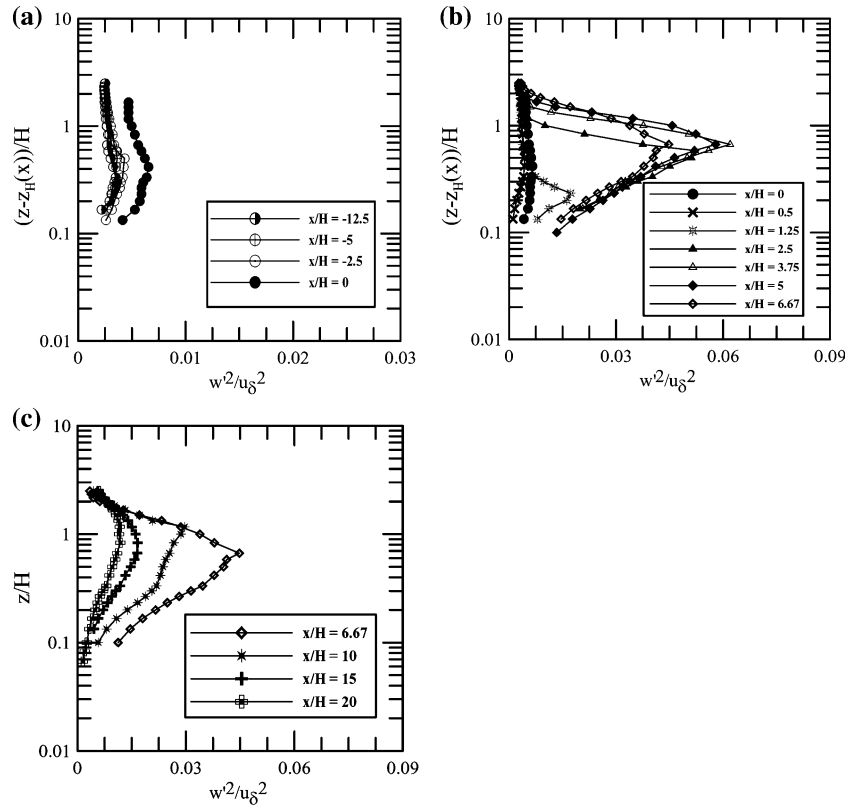 (a)
10
1
0.1
0.01
(z-z_H(x))/H
x/H = -12.5
x/H = -5
x/H = -2.5
x/H = 0
0
0.01
0.02
0.03
w'²/u_δ²
(b)
10
1
0.1
0.01
(z-z_H(x))/H
x/H = 0
x/H = 0.5
x/H = 1.25
x/H = 2.5
x/H = 3.75
x/H = 5
x/H = 6.67
0
0.03
0.06
0.09
w'²/u_δ²
(c)
10
1
0.1
0.01
z/H
x/H = 6.67
x/H = 10
x/H = 15
x/H = 20
0
0.03
0.06
0.09
w'²/u_δ²